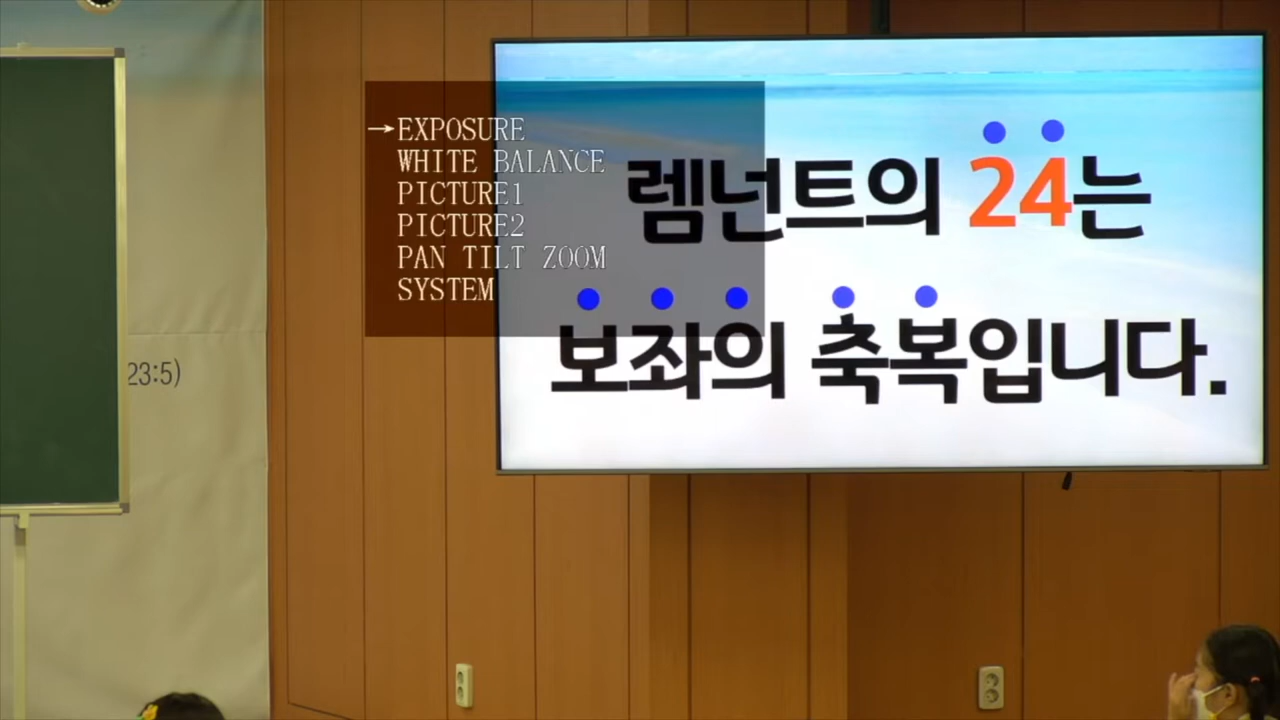 →EXPOSURE
WHITE BALANCE
PICTURE1
PICTURE2
PAN TILT ZOOM
SYSTEM
렘넌트의 24는
보좌의 축복입니다.
23:5)